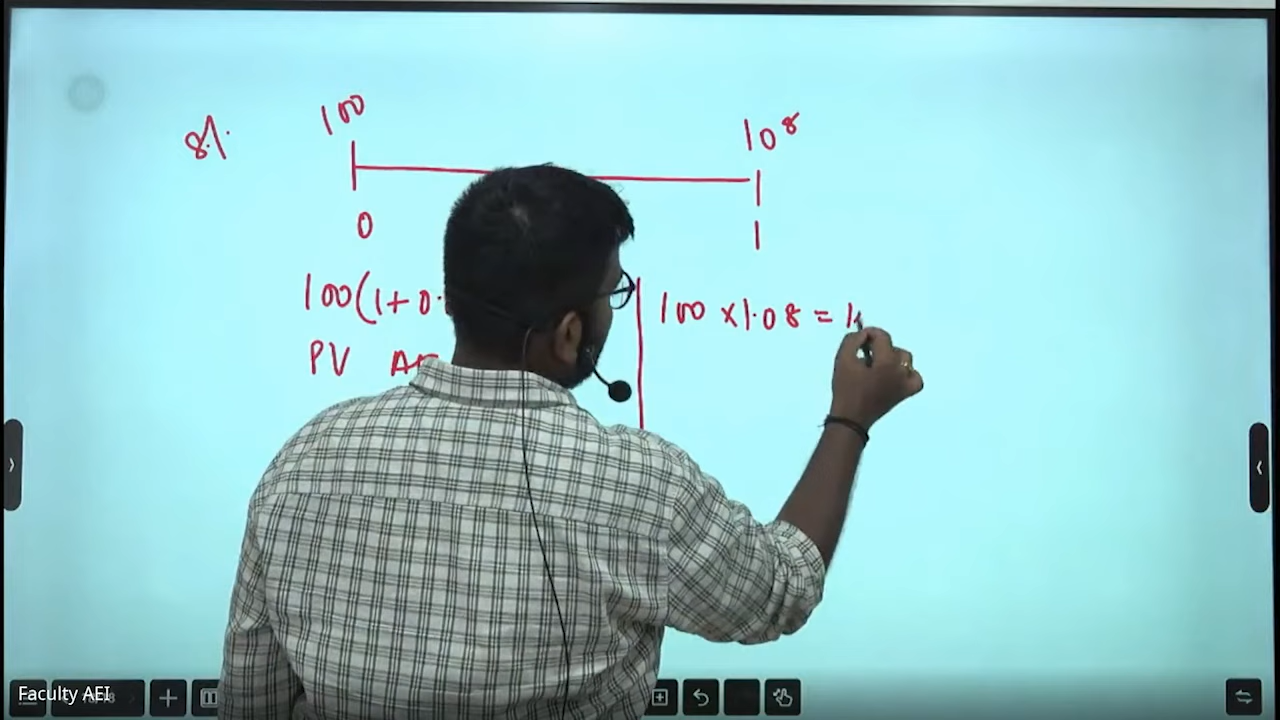 100
8%
108
0
1
100(1+0.
100 x 1.08 = 1
PV
Faculty AEI